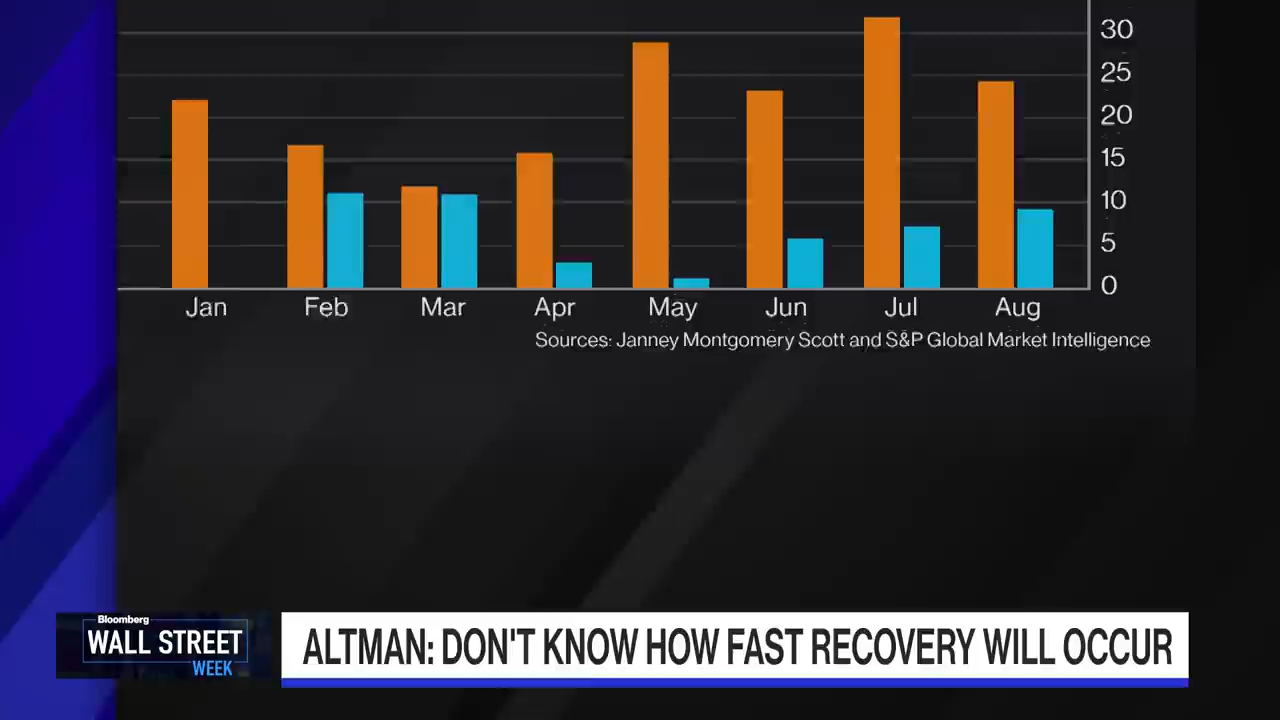 30
25
20
15
10
5
0
Jan Feb Mar Apr May Jun Jul Aug
Sources: Janney Montgomery Scott and S&P Global Market Intelligence
Bloomberg
WALL STREET
WEEK
ALTMAN: DON'T KNOW HOW FAST RECOVERY WILL OCCUR